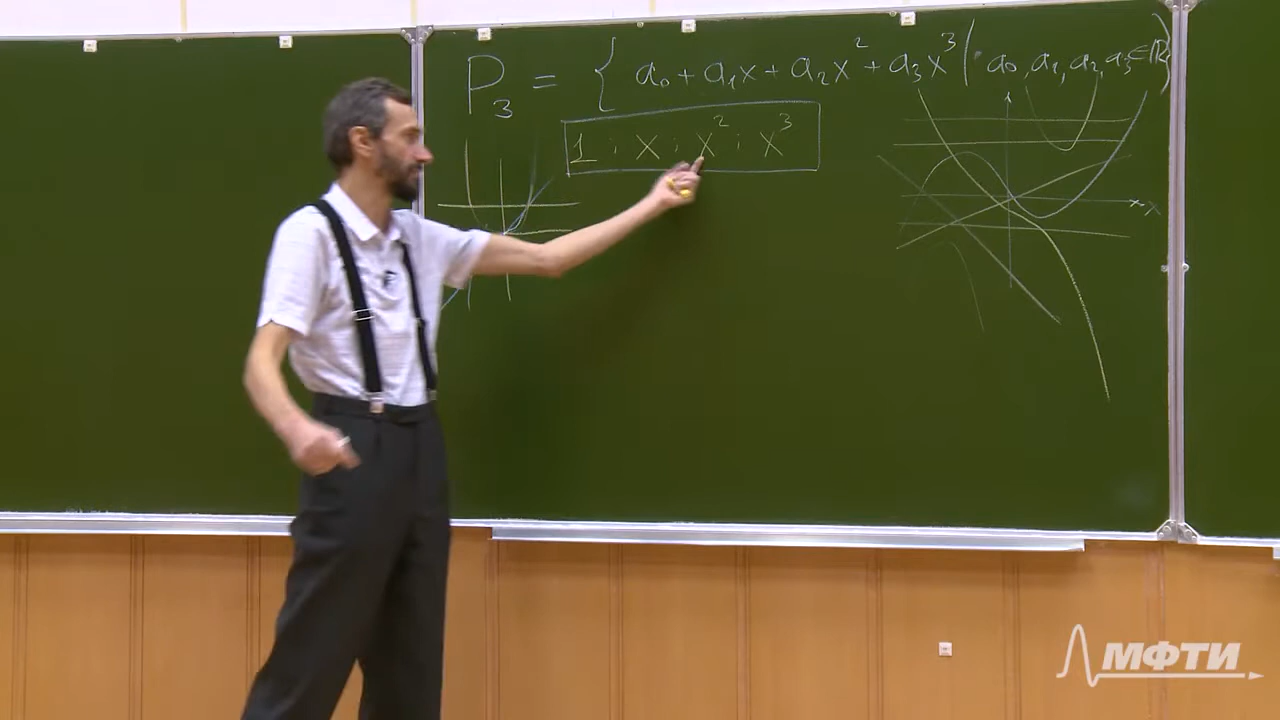 P₃ = { a₀ + a₁x + a₂x² + a₃x³ | a₀, a₁, a₂, a₃ ∈ ℝ }
1 ; x ; x² ; x³
x
МФТИ